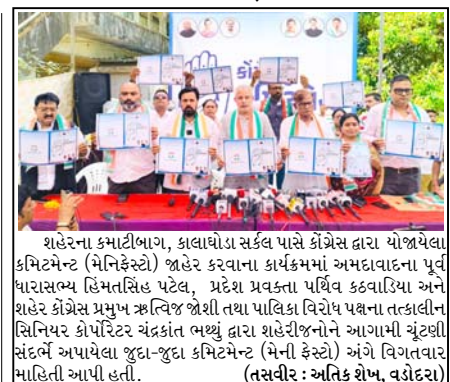 કોં
શહેરના કમાટીબાગ, કાલાઘોડા સર્કલ પાસે કોંગ્રેસ દ્વારા યોજાયેલા
કમિટમેન્ટ (મેનિફેસ્ટો) જાહેર કરવાના કાર્યક્રમમાં અમદાવાદના પૂર્વ
ધારાસભ્ય હિમતસિંહ પટેલ, પ્રદેશ પ્રવક્તા પર્થિવ કઠવાડિયા અને
શહેર કોંગ્રેસ પ્રમુખ ઋત્વિજ જોશી તથા પાલિકા વિરોધ પક્ષના તત્કાલીન
સિનિયર કોર્પોરેટર ચંદ્રકાંત ભથ્થું દ્વારા શહેરીજનોને આગામી ચૂંટણી
સંદર્ભે અપાયેલા જુદા-જુદા કમિટમેન્ટ (મેની ફેસ્ટો) અંગે વિગતવાર
માહિતી આપી હતી. (તસવીર : અતિક શેખ, વડોદરા)